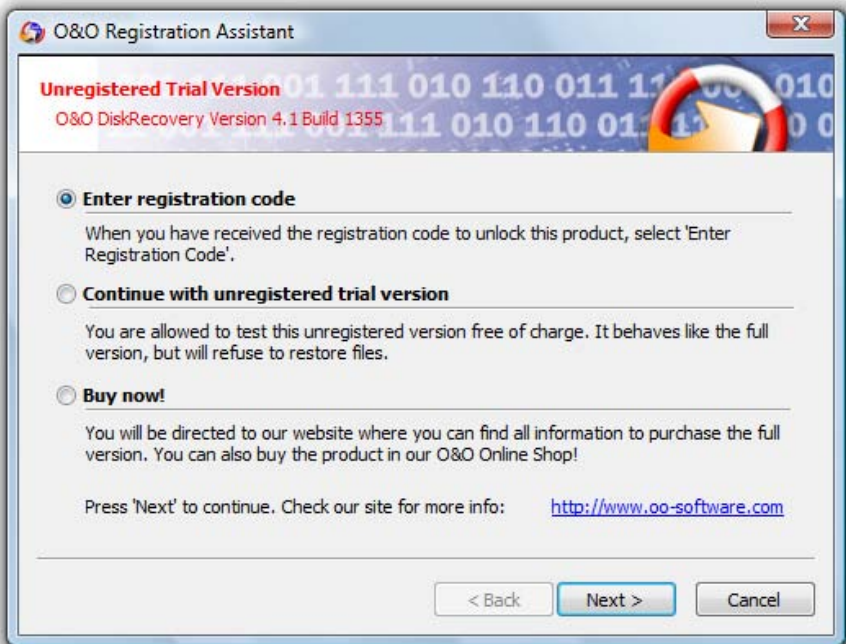 O&O Registration Assistant
Unregistered Trial Version
O&O DiskRecovery Version 4.1 Build 1355
Enter registration code
When you have received the registration code to unlock this product, select 'Enter
Registration Code'.
Continue with unregistered trial version
You are allowed to test this unregistered version free of charge. It behaves like the full
version, but will refuse to restore files.
Buy now!
You will be directed to our website where you can find all information to purchase the full
version. You can also buy the product in our O&O Online Shop!
Press 'Next' to continue. Check our site for more info: http://www.oo-software.com
< Back Next > Cancel